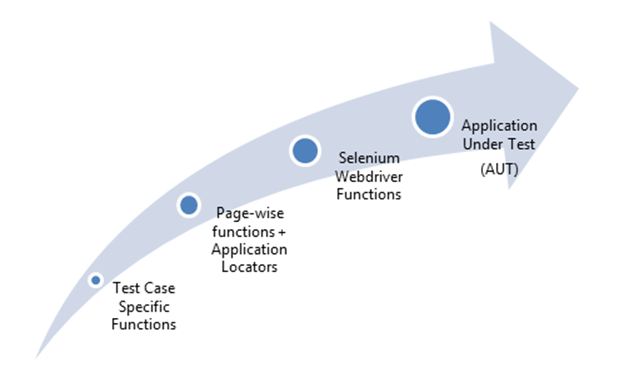 Application
Under Test
(AUT)
Selenium
Webdriver
Functions
Page-wise
functions +
Application
Locators
Test Case
Specific
Functions